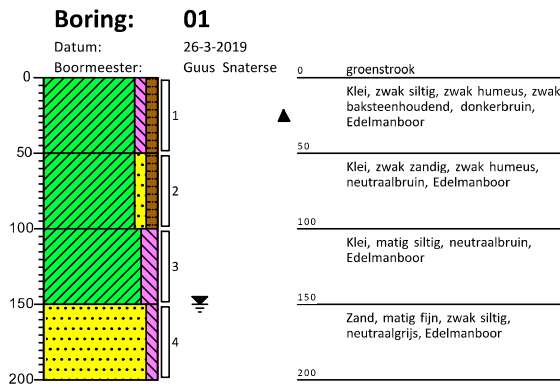 Boring: 01
Datum: 26-3-2019
Boormeester: Guus Snaterse
0
50
100
150
200
1
2
3
4
0 groenstrook
Klei, zwak siltig, zwak humeus, zwak
baksteenhoudend, donkerbruin,
Edelmanboor
50
Klei, zwak zandig, zwak humeus,
neutraalbruin, Edelmanboor
100
Klei, matig siltig, neutraalbruin,
Edelmanboor
150
Zand, matig fijn, zwak siltig,
neutraalgrijs, Edelmanboor
200